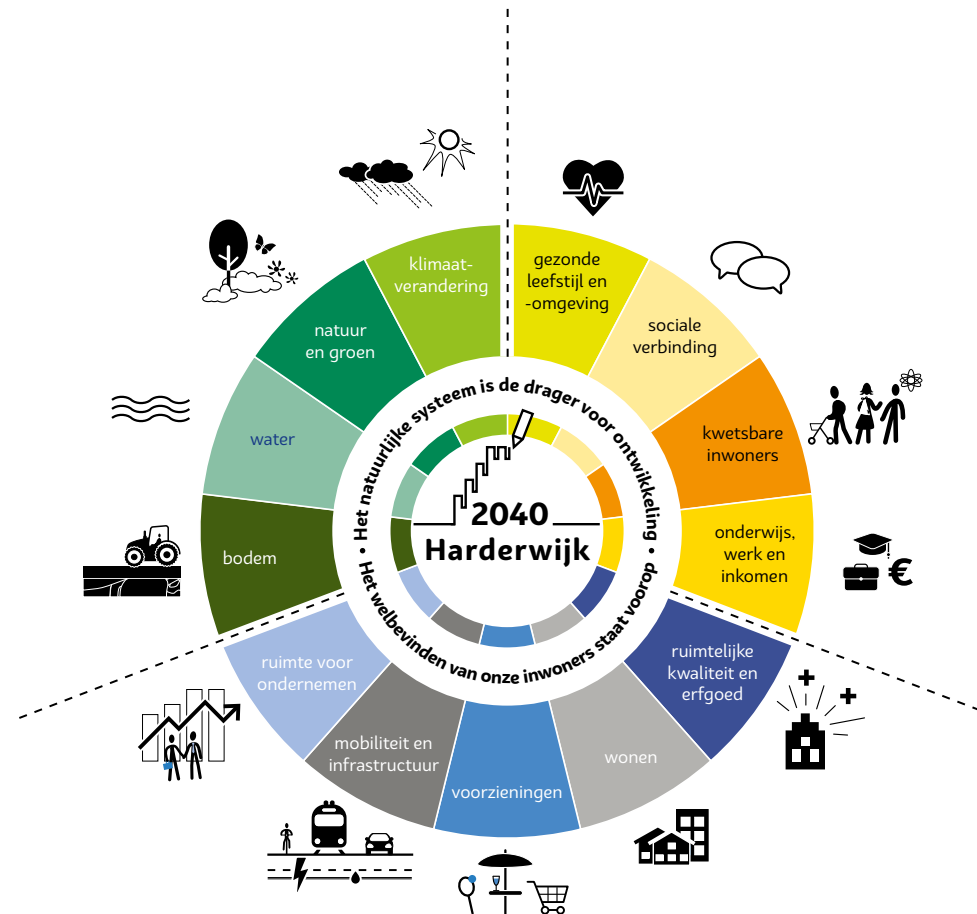 klimaat-
verandering
gezonde
leefstijl en
-omgeving
natuur
en groen
sociale
verbinding
water
kwetsbare
inwoners
bodem
onderwijs,
werk en
inkomen
• Het natuurlijke systeem is de drager voor ontwikkeling •
Het welbevinden van onze inwoners staat voorop
2040
Harderwijk
€
ruimte voor
ondernemen
ruimtelijke
kwaliteit en
erfgoed
mobiliteit en
infrastructuur
wonen
voorzieningen